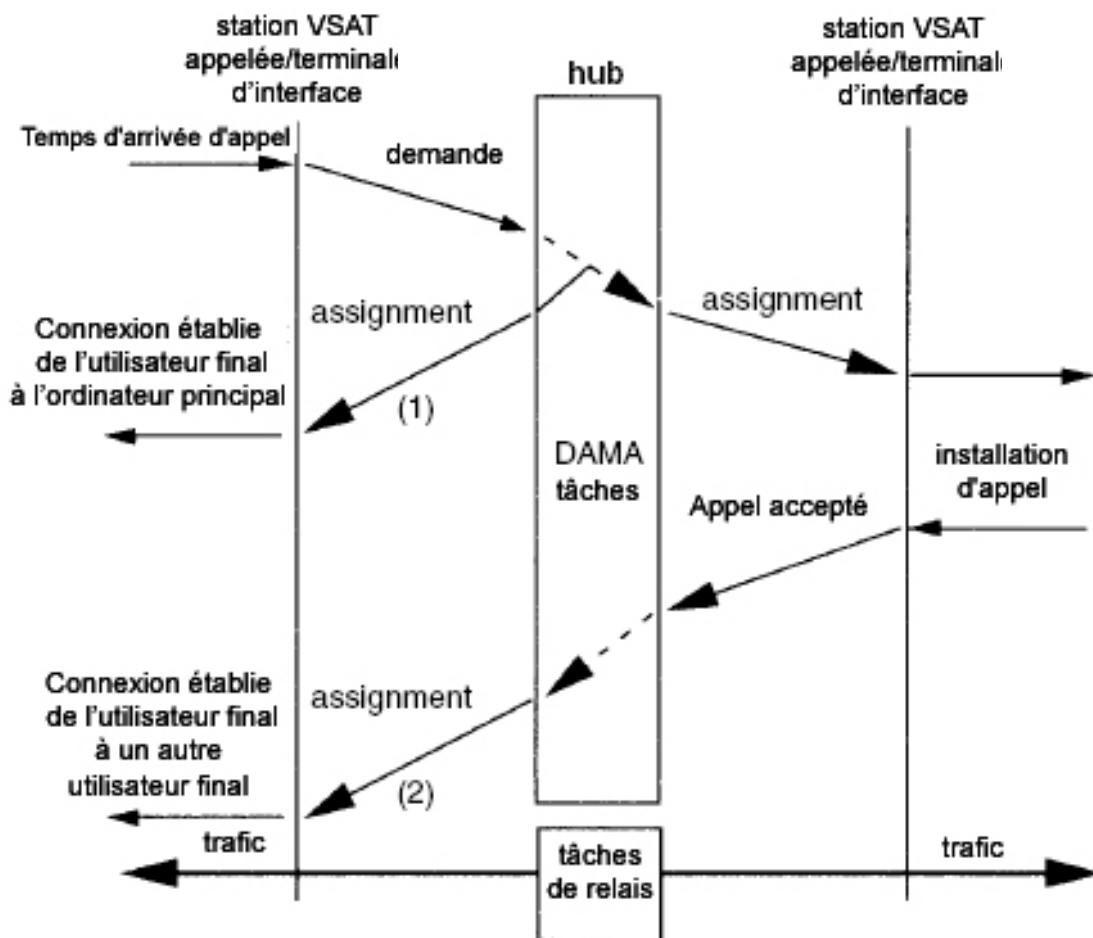 station VSAT
appelée/terminale
d'interface
hub
station VSAT
appelée/terminale
d'interface
Temps d'arrivée d'appel
demande
assignment
assignment
Connexion établie
de l'utilisateur final
à l'ordinateur principal
(1)
DAMA
tâches
installation
d'appel
Appel accepté
Connexion établie
de l'utilisateur final
à un autre
utilisateur final
assignment
(2)
trafic
tâches
de relais
trafic